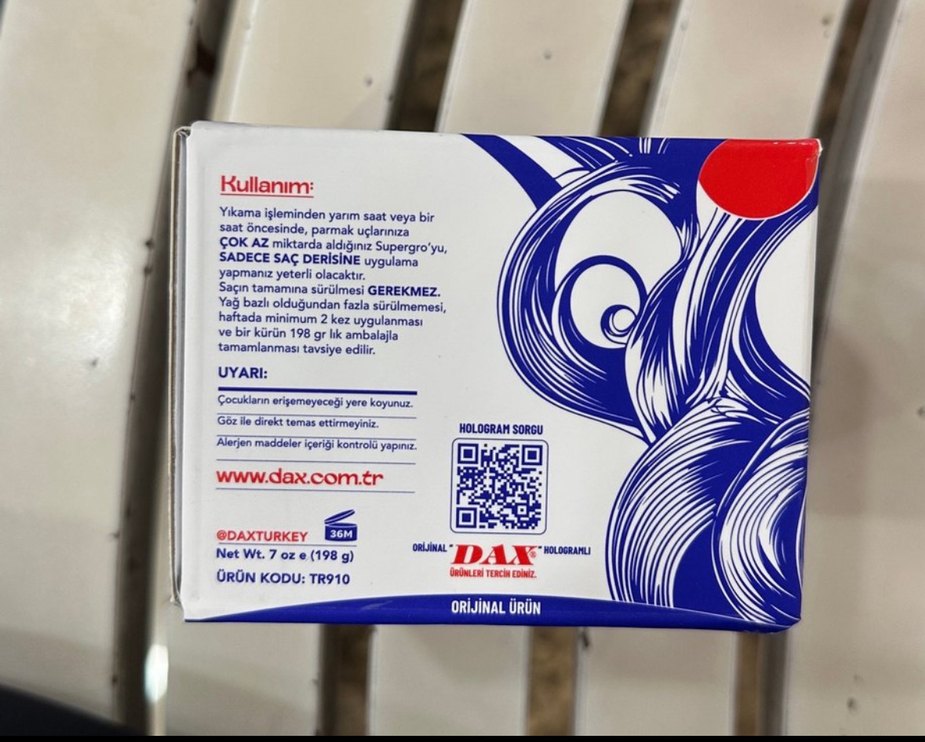 Kullanım:
Yıkama işleminden yarım saat veya bir
saat öncesinde, parmak uçlarınıza
ÇOK AZ miktarda aldığınız Supergro'yu,
SADECE SAÇ DERİSİNE uygulama
yapmanız yeterli olacaktır.
Saçın tamamına sürülmesi GEREKMEZ.
Yağ bazlı olduğundan fazla sürülmemesi,
haftada minimum 2 kez uygulanması
ve bir kürün 198 gr lık ambalajla
tamamlanması tavsiye edilir.
UYARI:
Çocukların erişemeyeceği yere koyunuz.
Göz ile direkt temas ettirmeyiniz.
Alerjen maddeler içeriği kontrolü yapınız.
www.dax.com.tr
@DAXTURKEY 36M
Net Wt. 7 oz e (198 g)
ÜRÜN KODU: TR910
HOLOGRAM SORGU
ORİJİNAL "DAX®" HOLOGRAMLI
ÜRÜNLERİ TERCİH EDİNİZ.
ORİJİNAL ÜRÜN